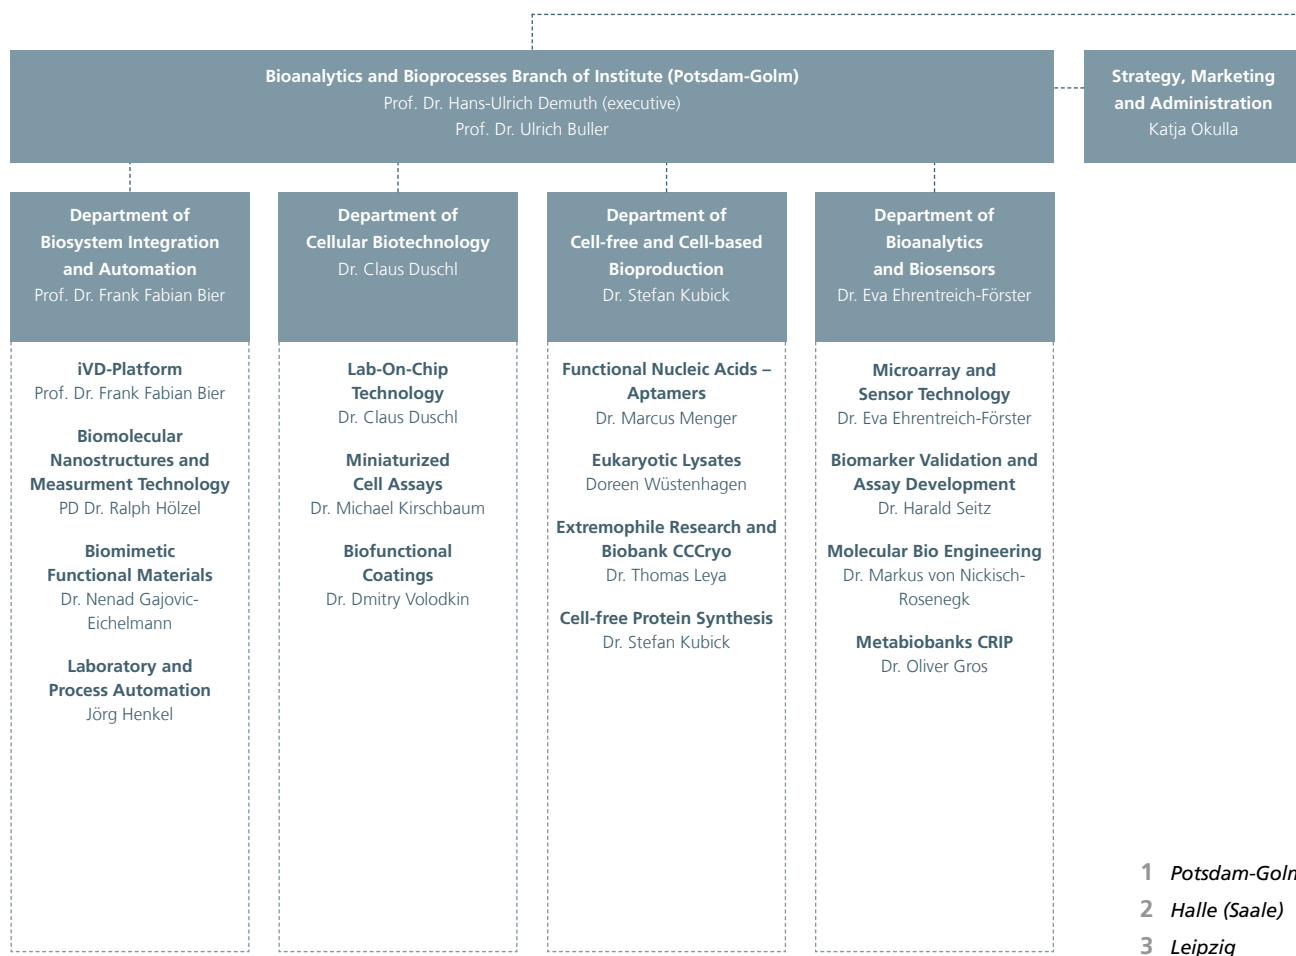 Bioanalytics and Bioprocesses Branch of Institute (Potsdam-Golm)
Prof. Dr. Hans-Ulrich Demuth (executive)
Prof. Dr. Ulrich Buller
Strategy, Marketing
and Administration
Katja Okulla
Department of
Biosystem Integration
and Automation
Prof. Dr. Frank Fabian Bier
iVD-Platform
Prof. Dr. Frank Fabian Bier
Biomolecular
Nanostructures and
Measurment Technology
PD Dr. Ralph Hölzel
Biomimetic
Functional Materials
Dr. Nenad Gajovic-
Eichelmann
Laboratory and
Process Automation
Jörg Henkel
Department of
Cellular Biotechnology
Dr. Claus Duschl
Lab-On-Chip
Technology
Dr. Claus Duschl
Miniaturized
Cell Assays
Dr. Michael Kirschbaum
Biofunctional
Coatings
Dr. Dmitry Volodkin
Department of
Cell-free and Cell-based
Bioproduction
Dr. Stefan Kubick
Functional Nucleic Acids –
Aptamers
Dr. Marcus Menger
Eukaryotic Lysates
Doreen Wüstenhagen
Extremophile Research and
Biobank CCCryo
Dr. Thomas Leya
Cell-free Protein Synthesis
Dr. Stefan Kubick
Department of
Bioanalytics
and Biosensors
Dr. Eva Ehrentreich-Förster
Microarray and
Sensor Technology
Dr. Eva Ehrentreich-Förster
Biomarker Validation and
Assay Development
Dr. Harald Seitz
Molecular Bio Engineering
Dr. Markus von Nickisch-
Rosenegk
Metabiobanks CRIP
Dr. Oliver Gros
1 Potsdam-Golm
2 Halle (Saale)
3 Leipzig